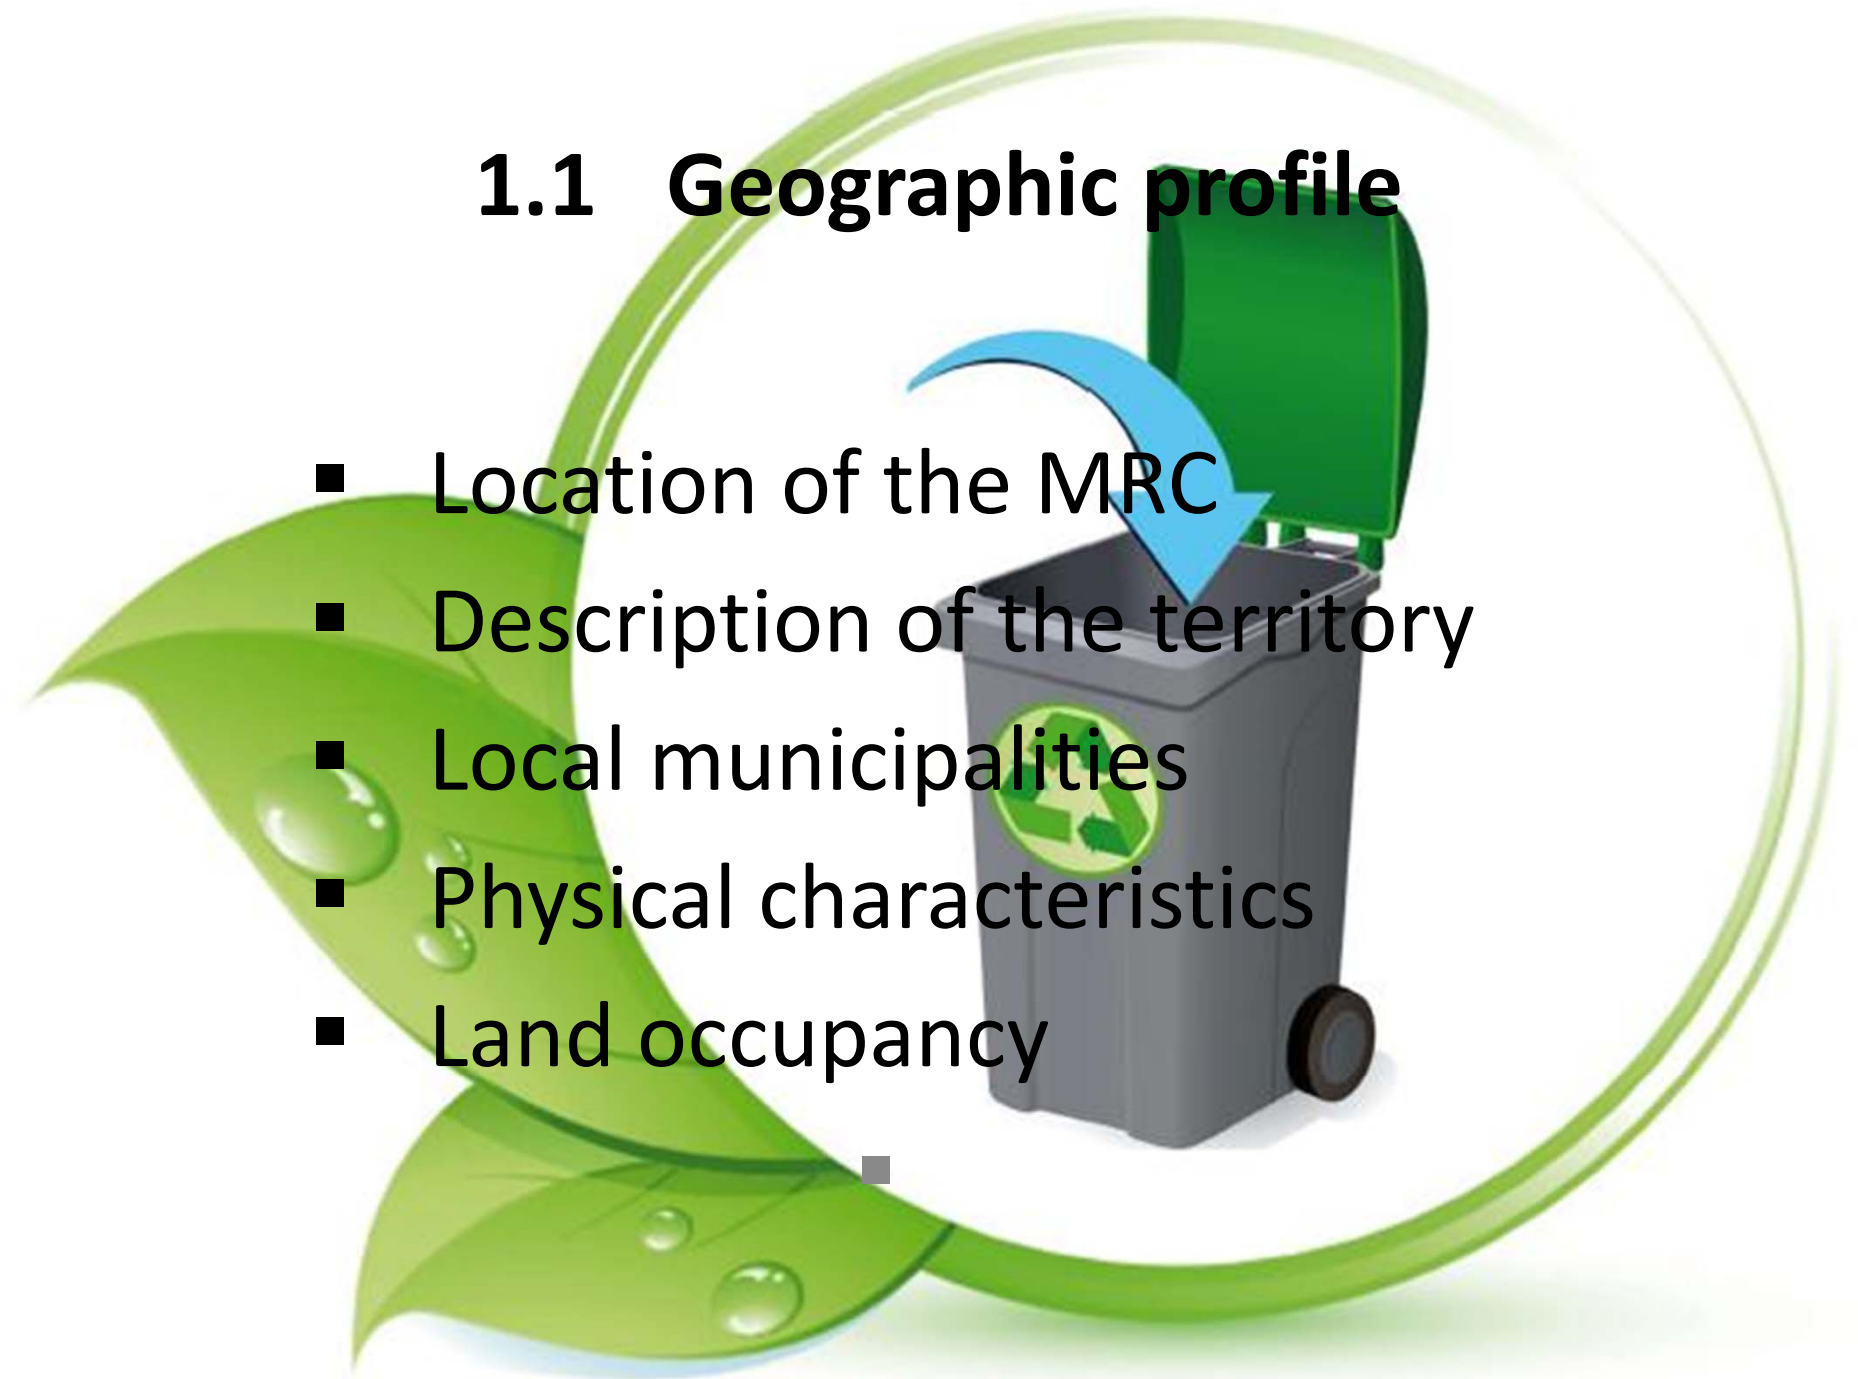 1.1 Geographic profile
▪ Location of the MRC
▪ Description of the territory
▪ Local municipalities
▪ Physical characteristics
▪ Land occupancy
▪